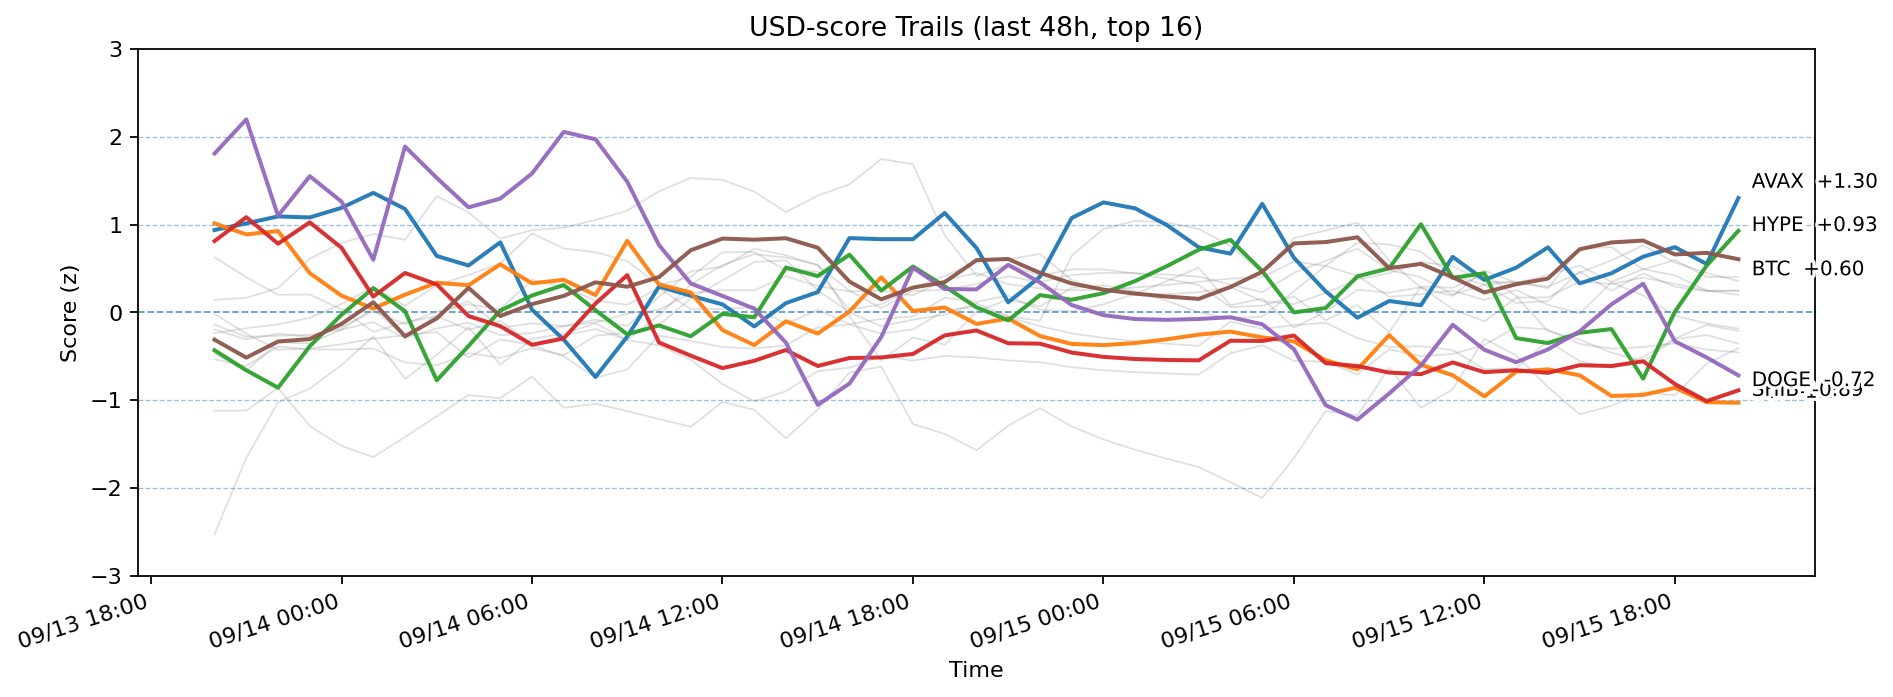 USD-score Trails (last 48h, top 16)
Score (z)
3
2
1
0
−1
−2
−3
AVAX +1.30
HYPE +0.93
BTC +0.60
DOGE -0.72
SHIB -0.89
09/13 18:00
09/14 00:00
09/14 06:00
09/14 12:00
09/14 18:00
09/15 00:00
09/15 06:00
09/15 12:00
09/15 18:00
Time